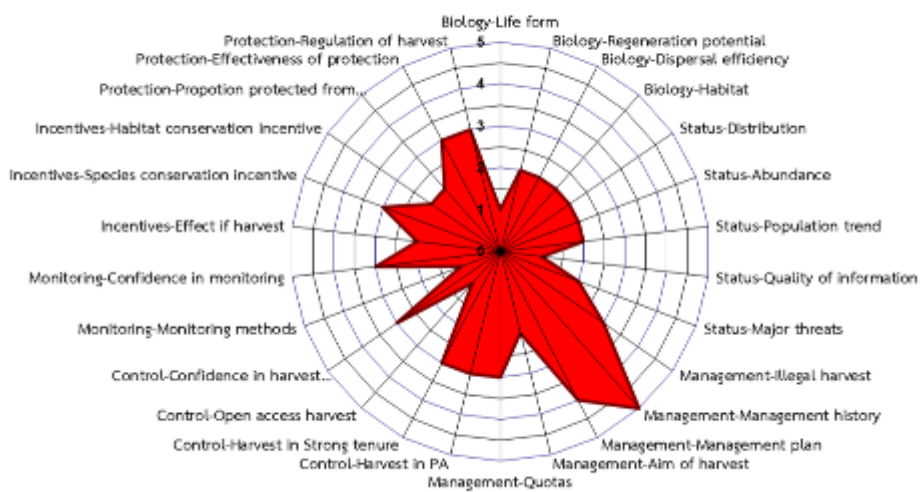 Biology-Life form
Protection-Regulation of harvest
Biology-Regeneration potential
Protection-Effectiveness of protection
Biology-Dispersal efficiency
Protection-Propotion protected from...
Biology-Habitat
Incentives-Habitat conservation incentive
Status-Distribution
Incentives-Species conservation incentive
Status-Abundance
Incentives-Effect if harvest
Status-Population trend
Monitoring-Confidence in monitoring
Status-Quality of information
Monitoring-Monitoring methods
Status-Major threats
Control-Confidence in harvest...
Management-Illegal harvest
Control-Open access harvest
Management-Management history
Control-Harvest in Strong tenure
Management-Management plan
Control-Harvest in PA
Management-Aim of harvest
Management-Quotas
5
4
3
2
1
0